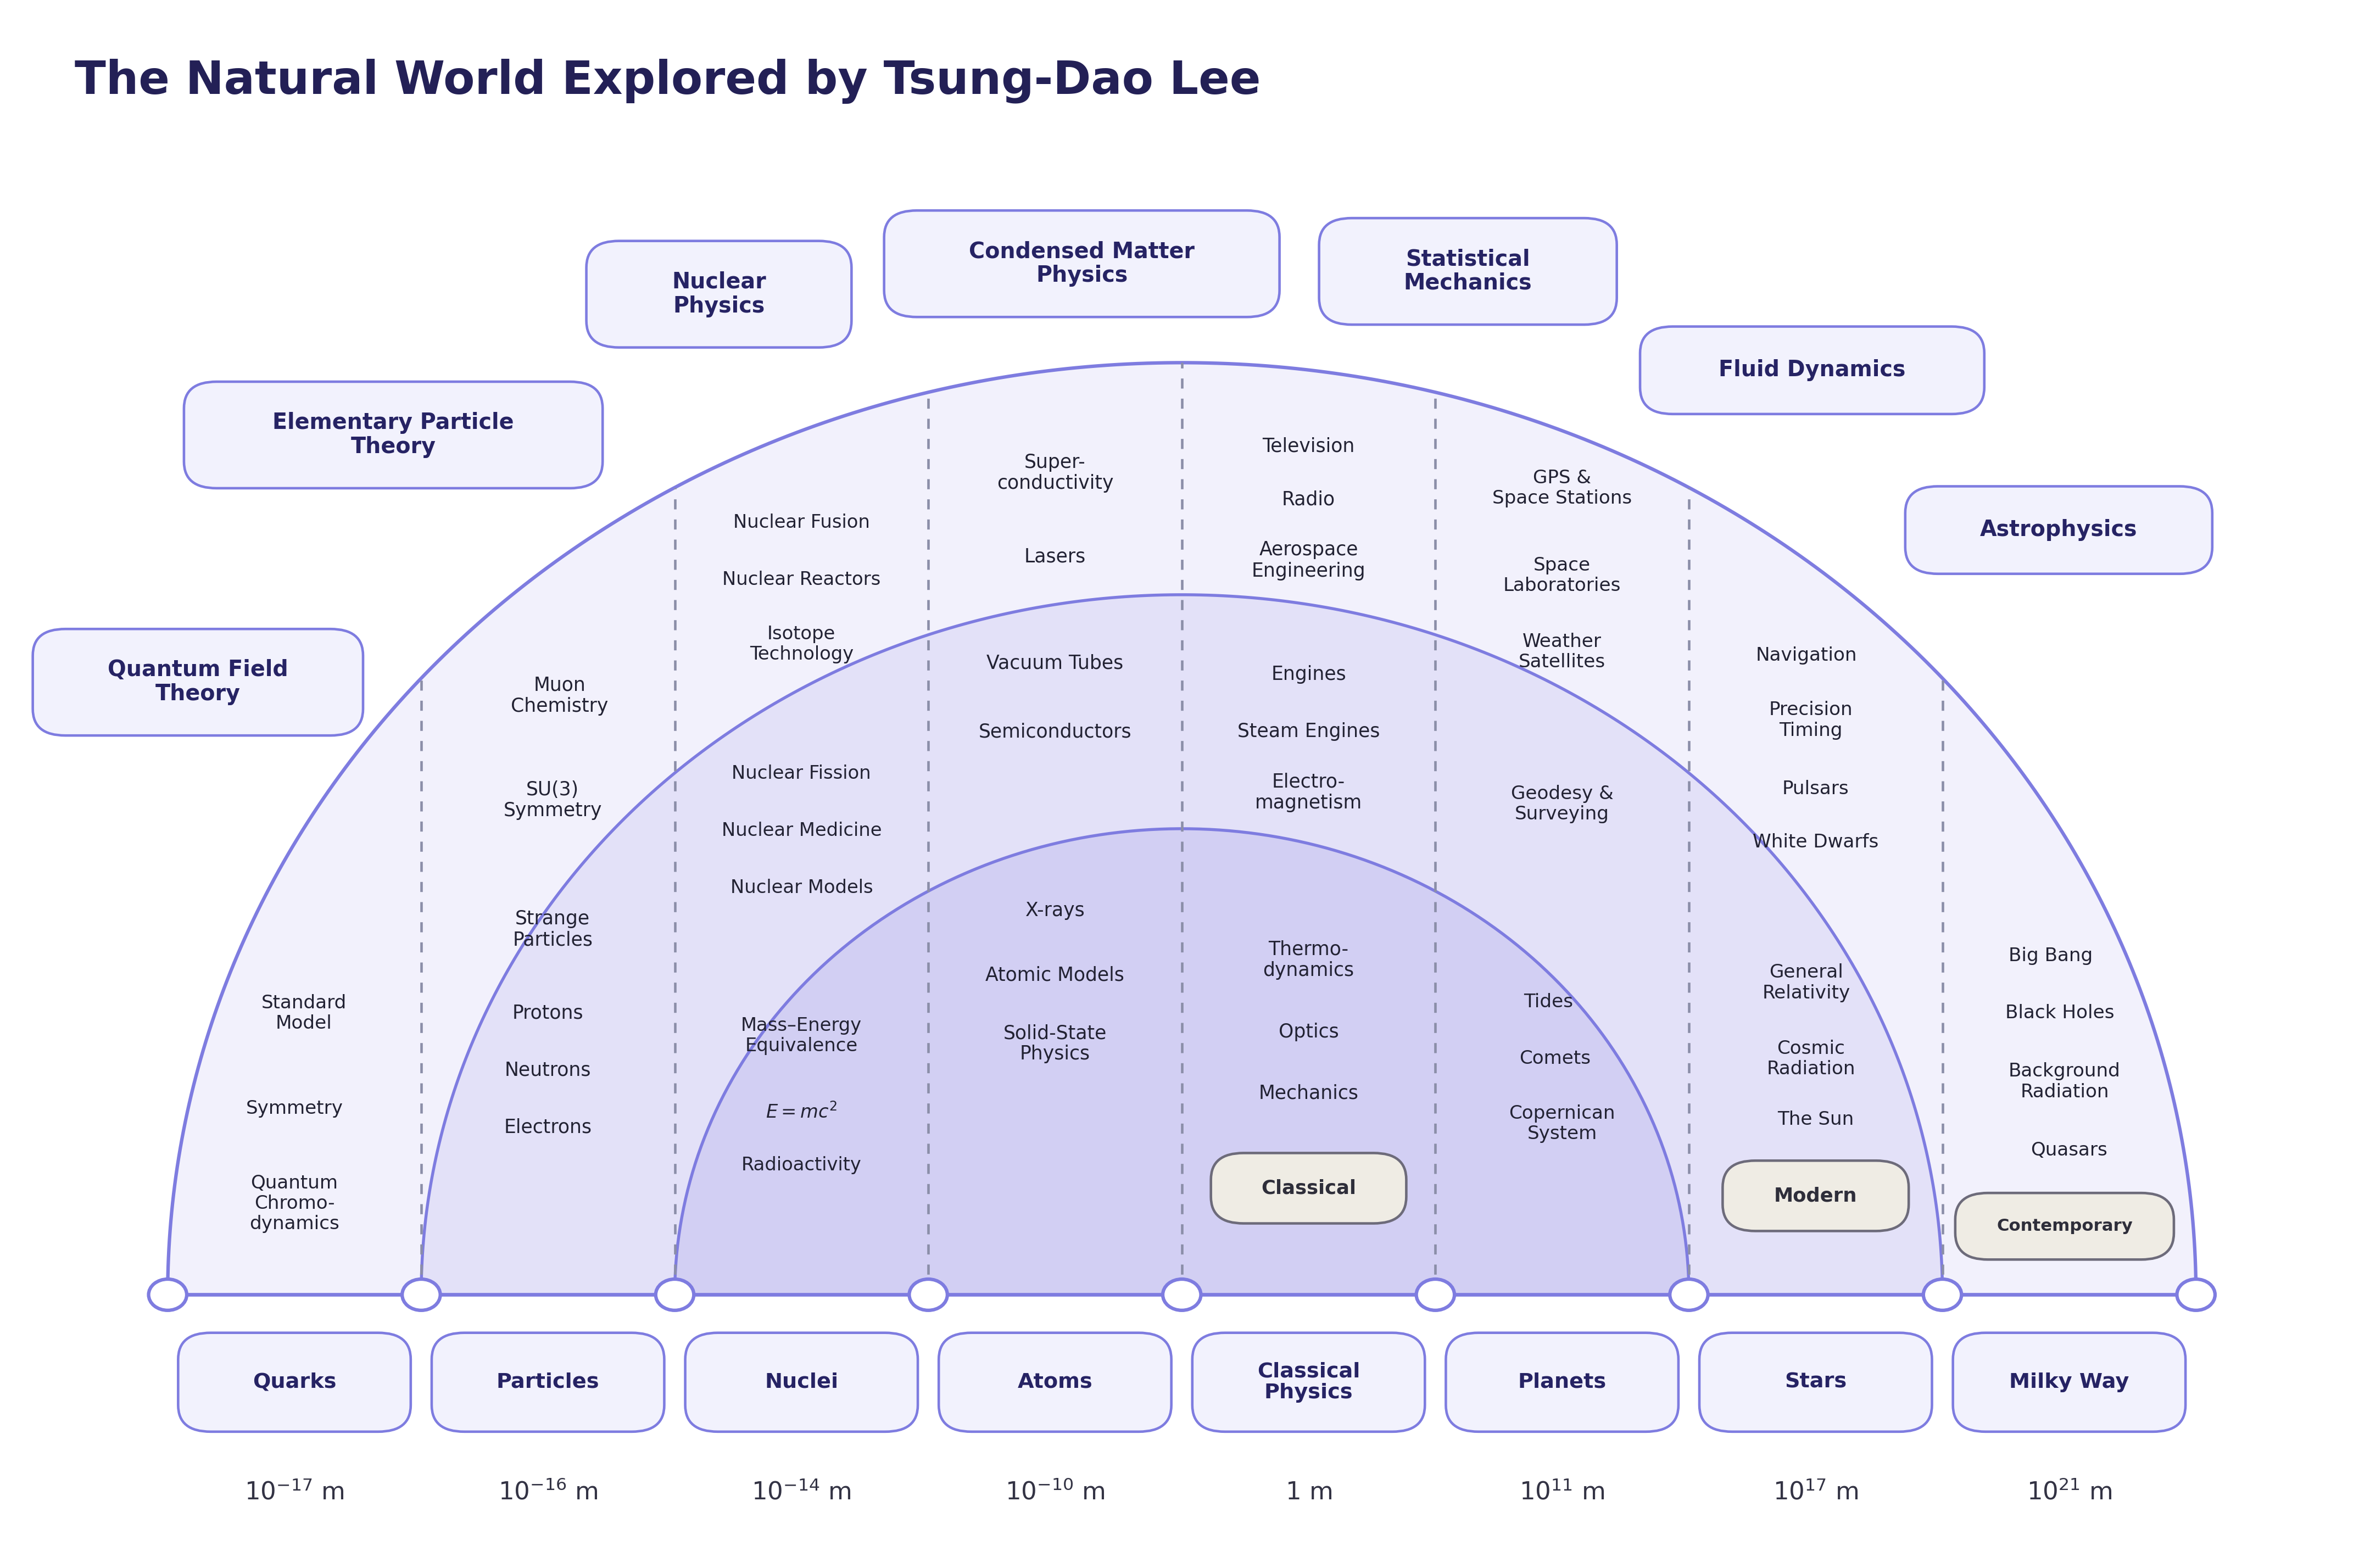 The Natural World Explored by Tsung-Dao Lee
Condensed Matter
Physics
Statistical
Mechanics
Nuclear
Physics
Fluid Dynamics
Elementary Particle
Theory
Astrophysics
Quantum Field
Theory
Standard
Model
Symmetry
Quantum
Chromo-
dynamics
Muon
Chemistry
SU(3)
Symmetry
Strange
Particles
Protons
Neutrons
Electrons
Nuclear Fusion
Nuclear Reactors
Isotope
Technology
Nuclear Fission
Nuclear Medicine
Nuclear Models
Mass–Energy
Equivalence
E = mc²
Radioactivity
Super-
conductivity
Lasers
Vacuum Tubes
Semiconductors
X-rays
Atomic Models
Solid-State
Physics
Television
Radio
Aerospace
Engineering
Engines
Steam Engines
Electro-
magnetism
Thermo-
dynamics
Optics
Mechanics
Classical
GPS &
Space Stations
Space
Laboratories
Weather
Satellites
Geodesy &
Surveying
Tides
Comets
Copernican
System
Navigation
Precision
Timing
Pulsars
White Dwarfs
General
Relativity
Cosmic
Radiation
The Sun
Modern
Big Bang
Black Holes
Background
Radiation
Quasars
Contemporary
Quarks
Particles
Nuclei
Atoms
Classical
Physics
Planets
Stars
Milky Way
10⁻¹⁷ m
10⁻¹⁶ m
10⁻¹⁴ m
10⁻¹⁰ m
1 m
10¹¹ m
10¹⁷ m
10²¹ m